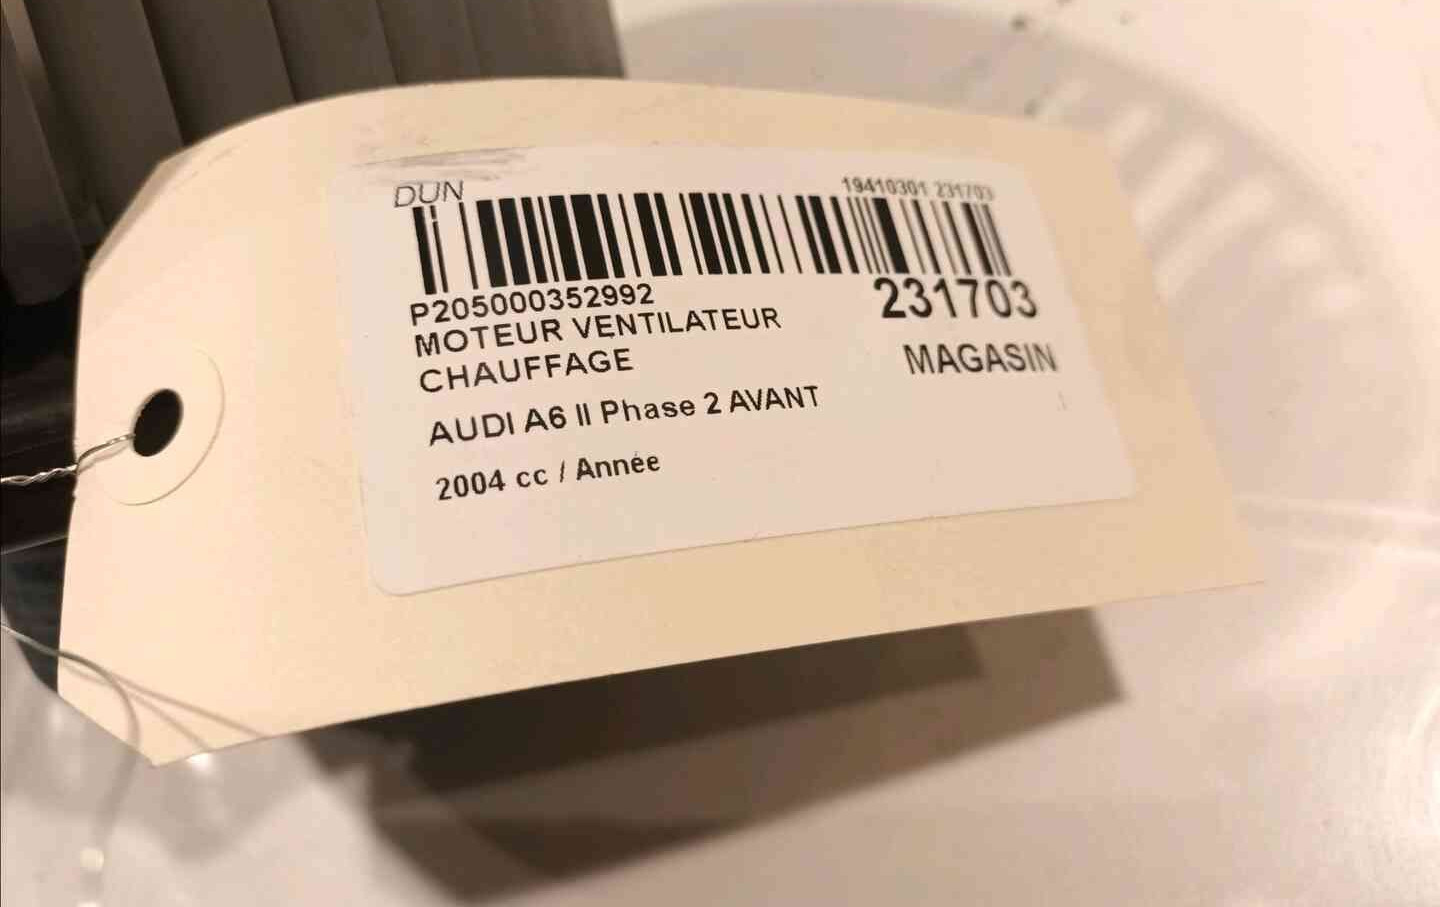 DUN
19410301 231703
P205000352992
231703
MOTEUR VENTILATEUR
CHAUFFAGE
MAGASIN
AUDI A6 II Phase 2 AVANT
2004 cc / Année